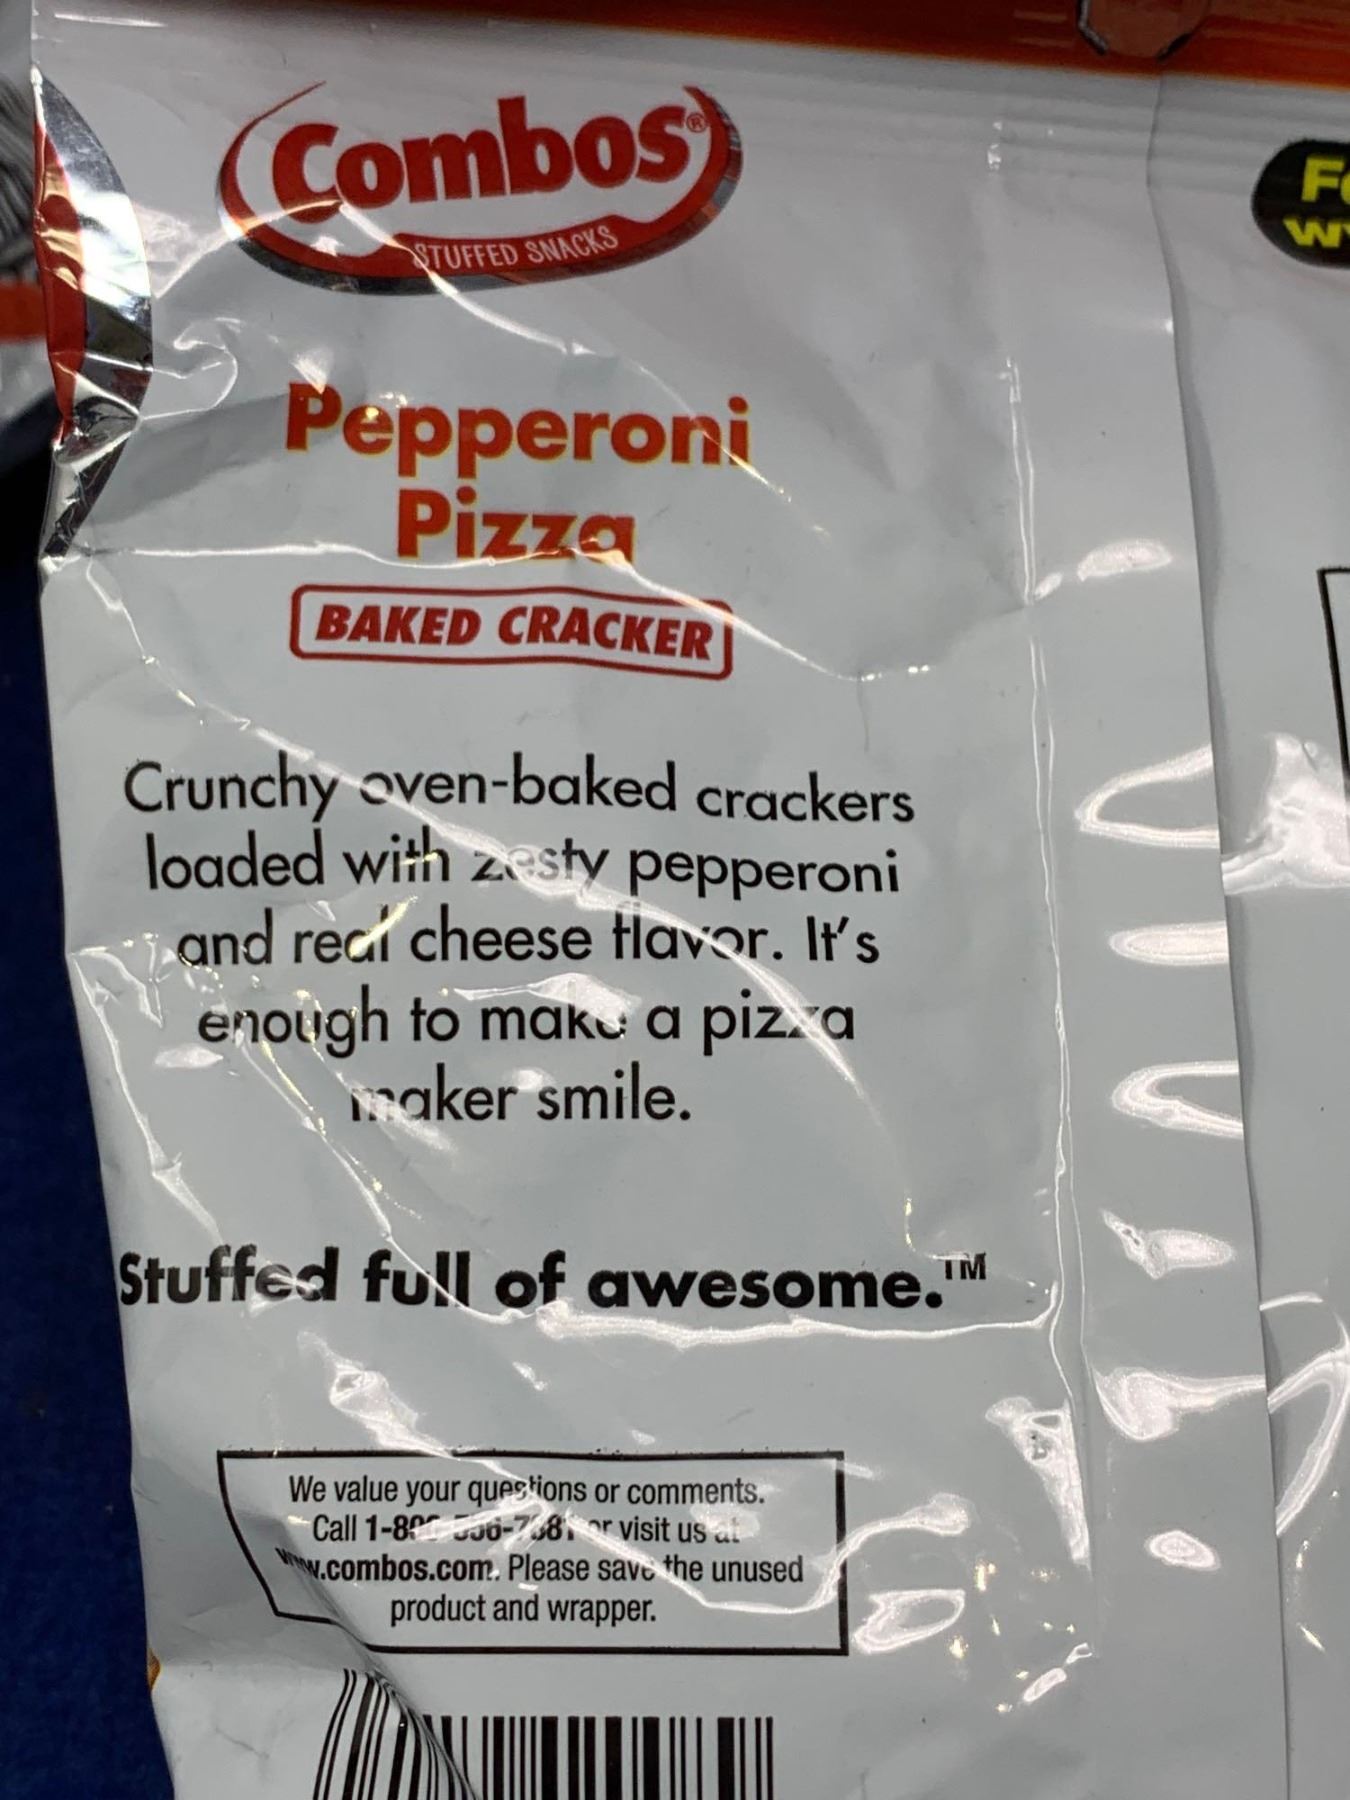 Combos®
STUFFED SNACKS
Pepperoni
Pizza
BAKED CRACKER
Crunchy oven-baked crackers
loaded with zesty pepperoni
and real cheese flavor. It's
enough to make a pizza
maker smile.
Stuffed full of awesome.™
We value your questions or comments.
Call or visit us at
www.combos.com. Please save the unused
product and wrapper.